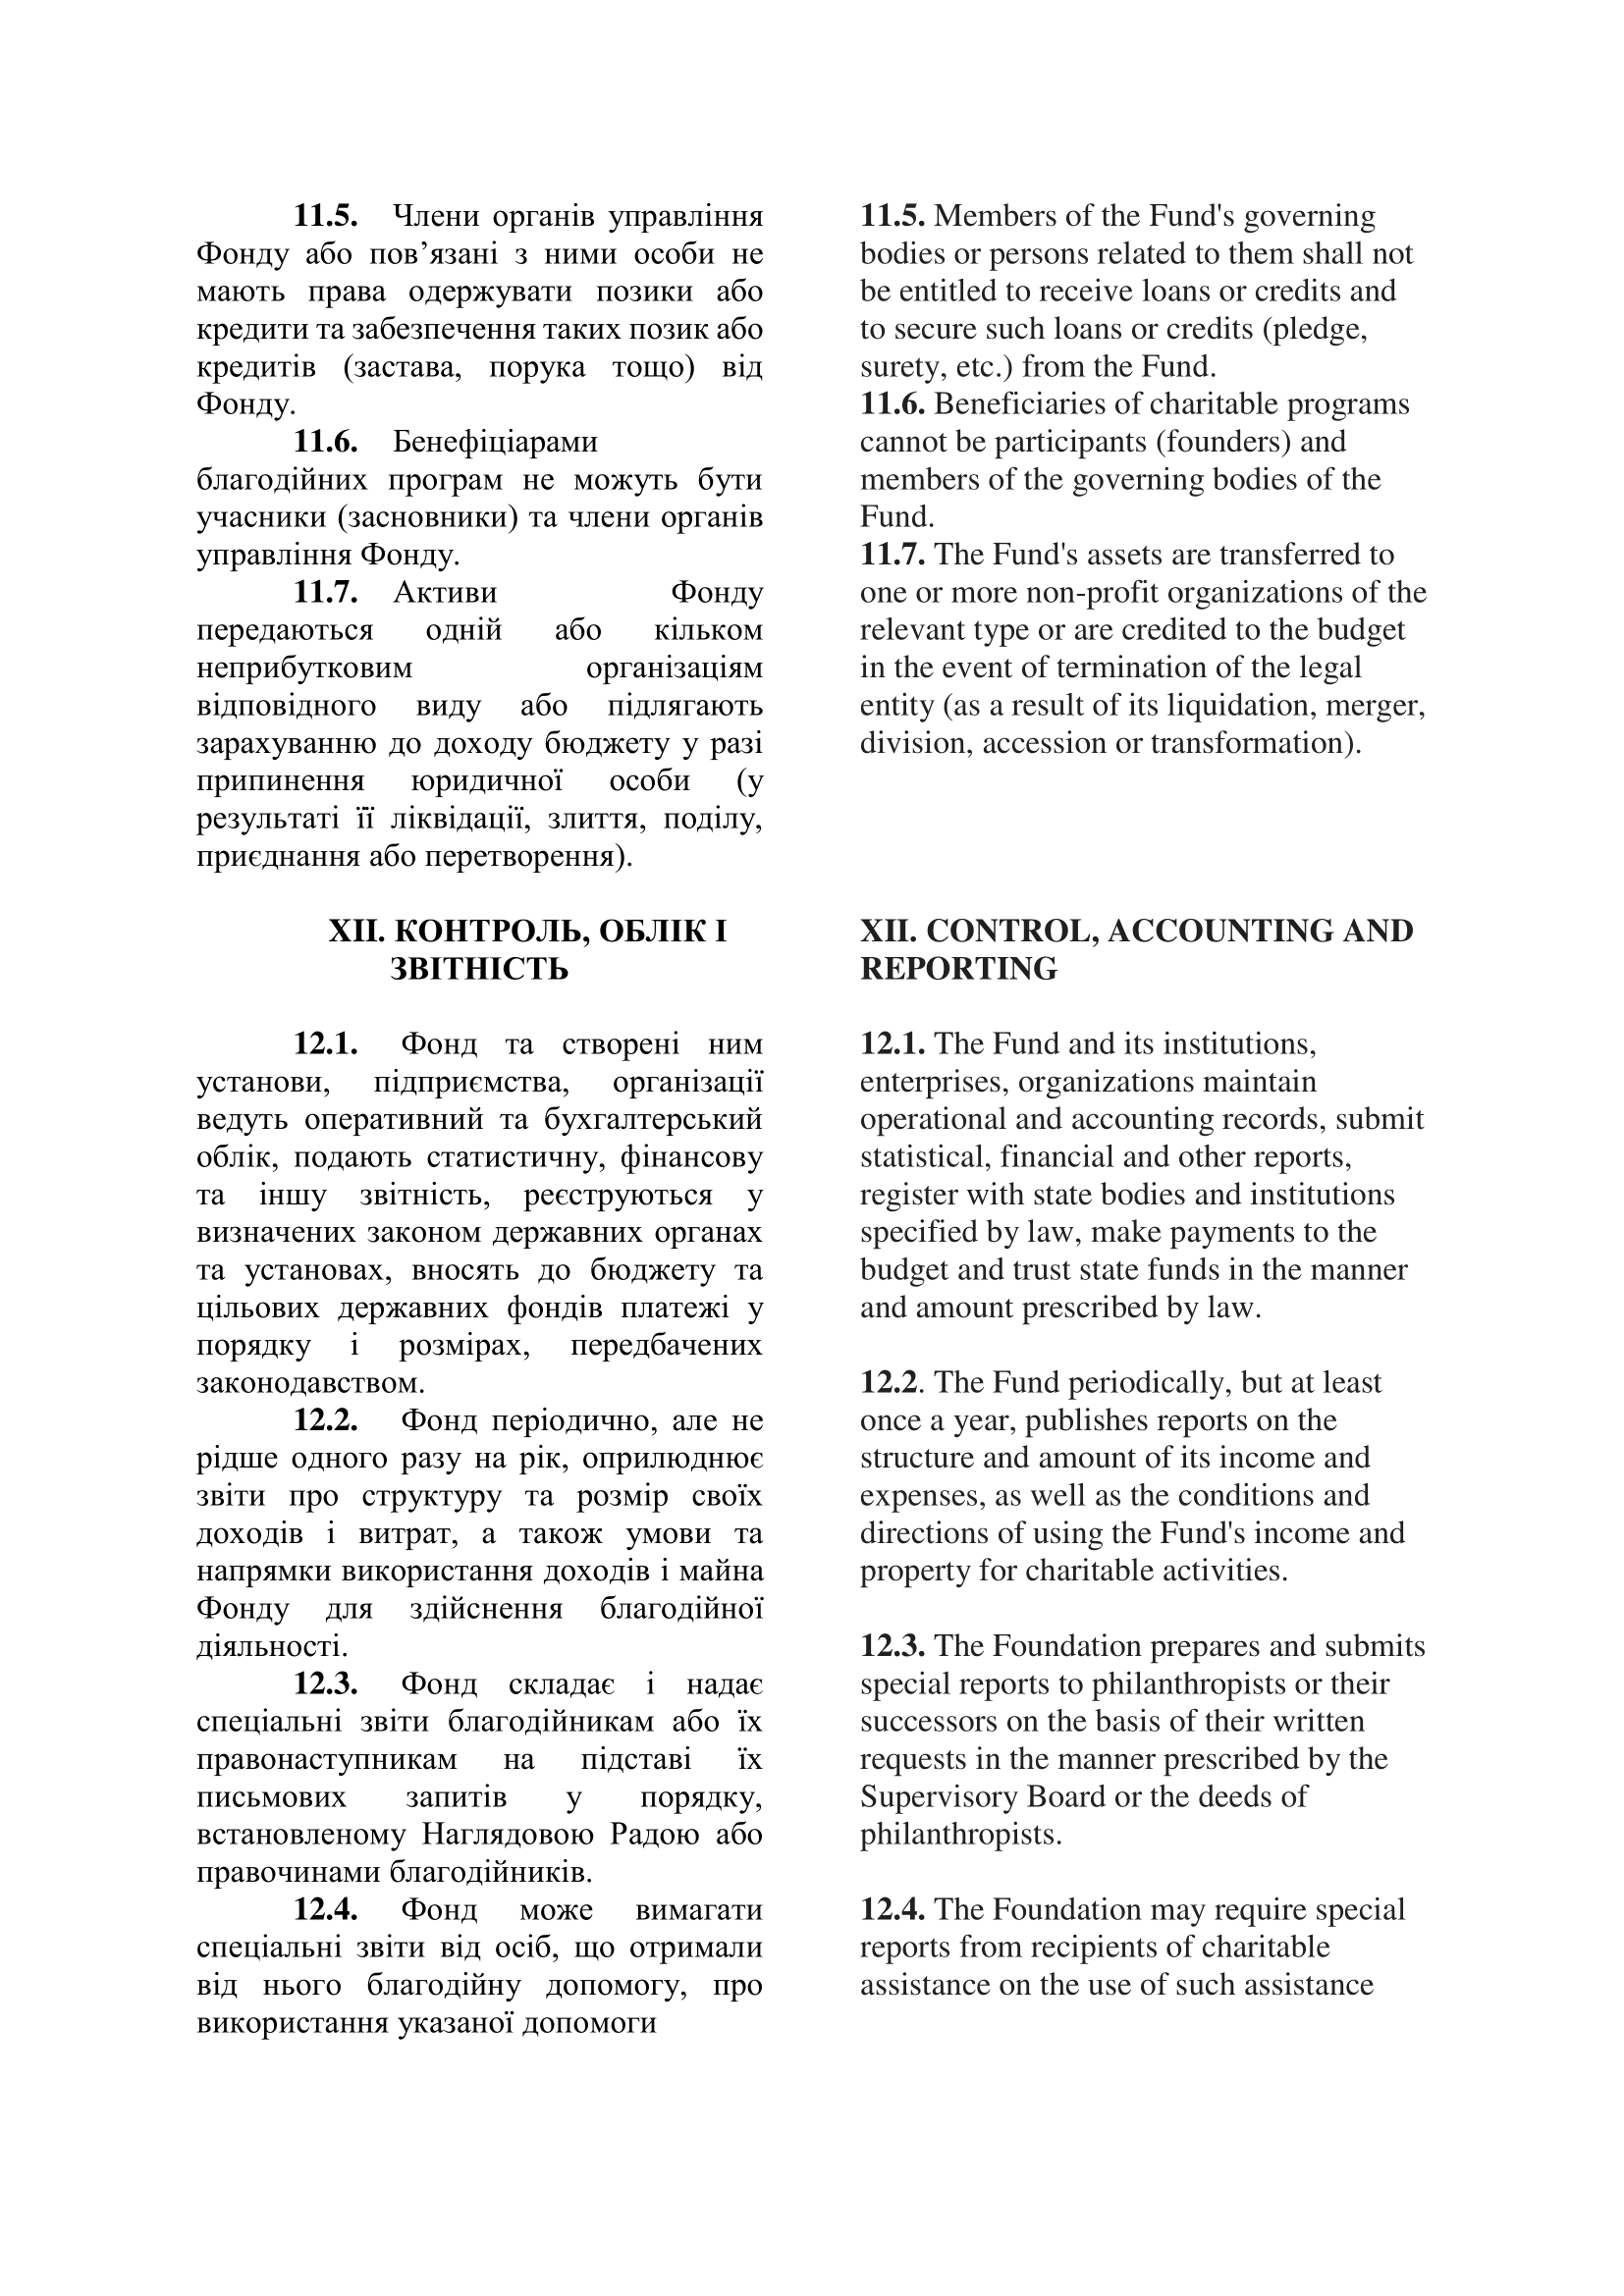 11.5. Члени органів управління
Фонду або пов’язані з ними особи не
мають права одержувати позики або
кредити та забезпечення таких позик або
кредитів (застава, порука тощо) від
Фонду.
11.6. Бенефіціарами
благодійних програм не можуть бути
учасники (засновники) та члени органів
управління Фонду.
11.7. Активи Фонду
передаються одній або кільком
неприбутковим організаціям
відповідного виду або підлягають
зарахуванню до доходу бюджету у разі
припинення юридичної особи (у
результаті її ліквідації, злиття, поділу,
приєднання або перетворення).
XII. КОНТРОЛЬ, ОБЛІК І
ЗВІТНІСТЬ
12.1. Фонд та створені ним
установи, підприємства, організації
ведуть оперативний та бухгалтерський
облік, подають статистичну, фінансову
та іншу звітність, реєструються у
визначених законом державних органах
та установах, вносять до бюджету та
цільових державних фондів платежі у
порядку і розмірах, передбачених
законодавством.
12.2. Фонд періодично, але не
рідше одного разу на рік, оприлюднює
звіти про структуру та розмір своїх
доходів і витрат, а також умови та
напрямки використання доходів і майна
Фонду для здійснення благодійної
діяльності.
12.3. Фонд складає і надає
спеціальні звіти благодійникам або їх
правонаступникам на підставі їх
письмових запитів у порядку,
встановленому Наглядовою Радою або
правочинами благодійників.
12.4. Фонд може вимагати
спеціальні звіти від осіб, що отримали
від нього благодійну допомогу, про
використання указаної допомоги
11.5. Members of the Fund's governing
bodies or persons related to them shall not
be entitled to receive loans or credits and
to secure such loans or credits (pledge,
surety, etc.) from the Fund.
11.6. Beneficiaries of charitable programs
cannot be participants (founders) and
members of the governing bodies of the
Fund.
11.7. The Fund's assets are transferred to
one or more non-profit organizations of the
relevant type or are credited to the budget
in the event of termination of the legal
entity (as a result of its liquidation, merger,
division, accession or transformation).
XII. CONTROL, ACCOUNTING AND
REPORTING
12.1. The Fund and its institutions,
enterprises, organizations maintain
operational and accounting records, submit
statistical, financial and other reports,
register with state bodies and institutions
specified by law, make payments to the
budget and trust state funds in the manner
and amount prescribed by law.
12.2. The Fund periodically, but at least
once a year, publishes reports on the
structure and amount of its income and
expenses, as well as the conditions and
directions of using the Fund's income and
property for charitable activities.
12.3. The Foundation prepares and submits
special reports to philanthropists or their
successors on the basis of their written
requests in the manner prescribed by the
Supervisory Board or the deeds of
philanthropists.
12.4. The Foundation may require special
reports from recipients of charitable
assistance on the use of such assistance